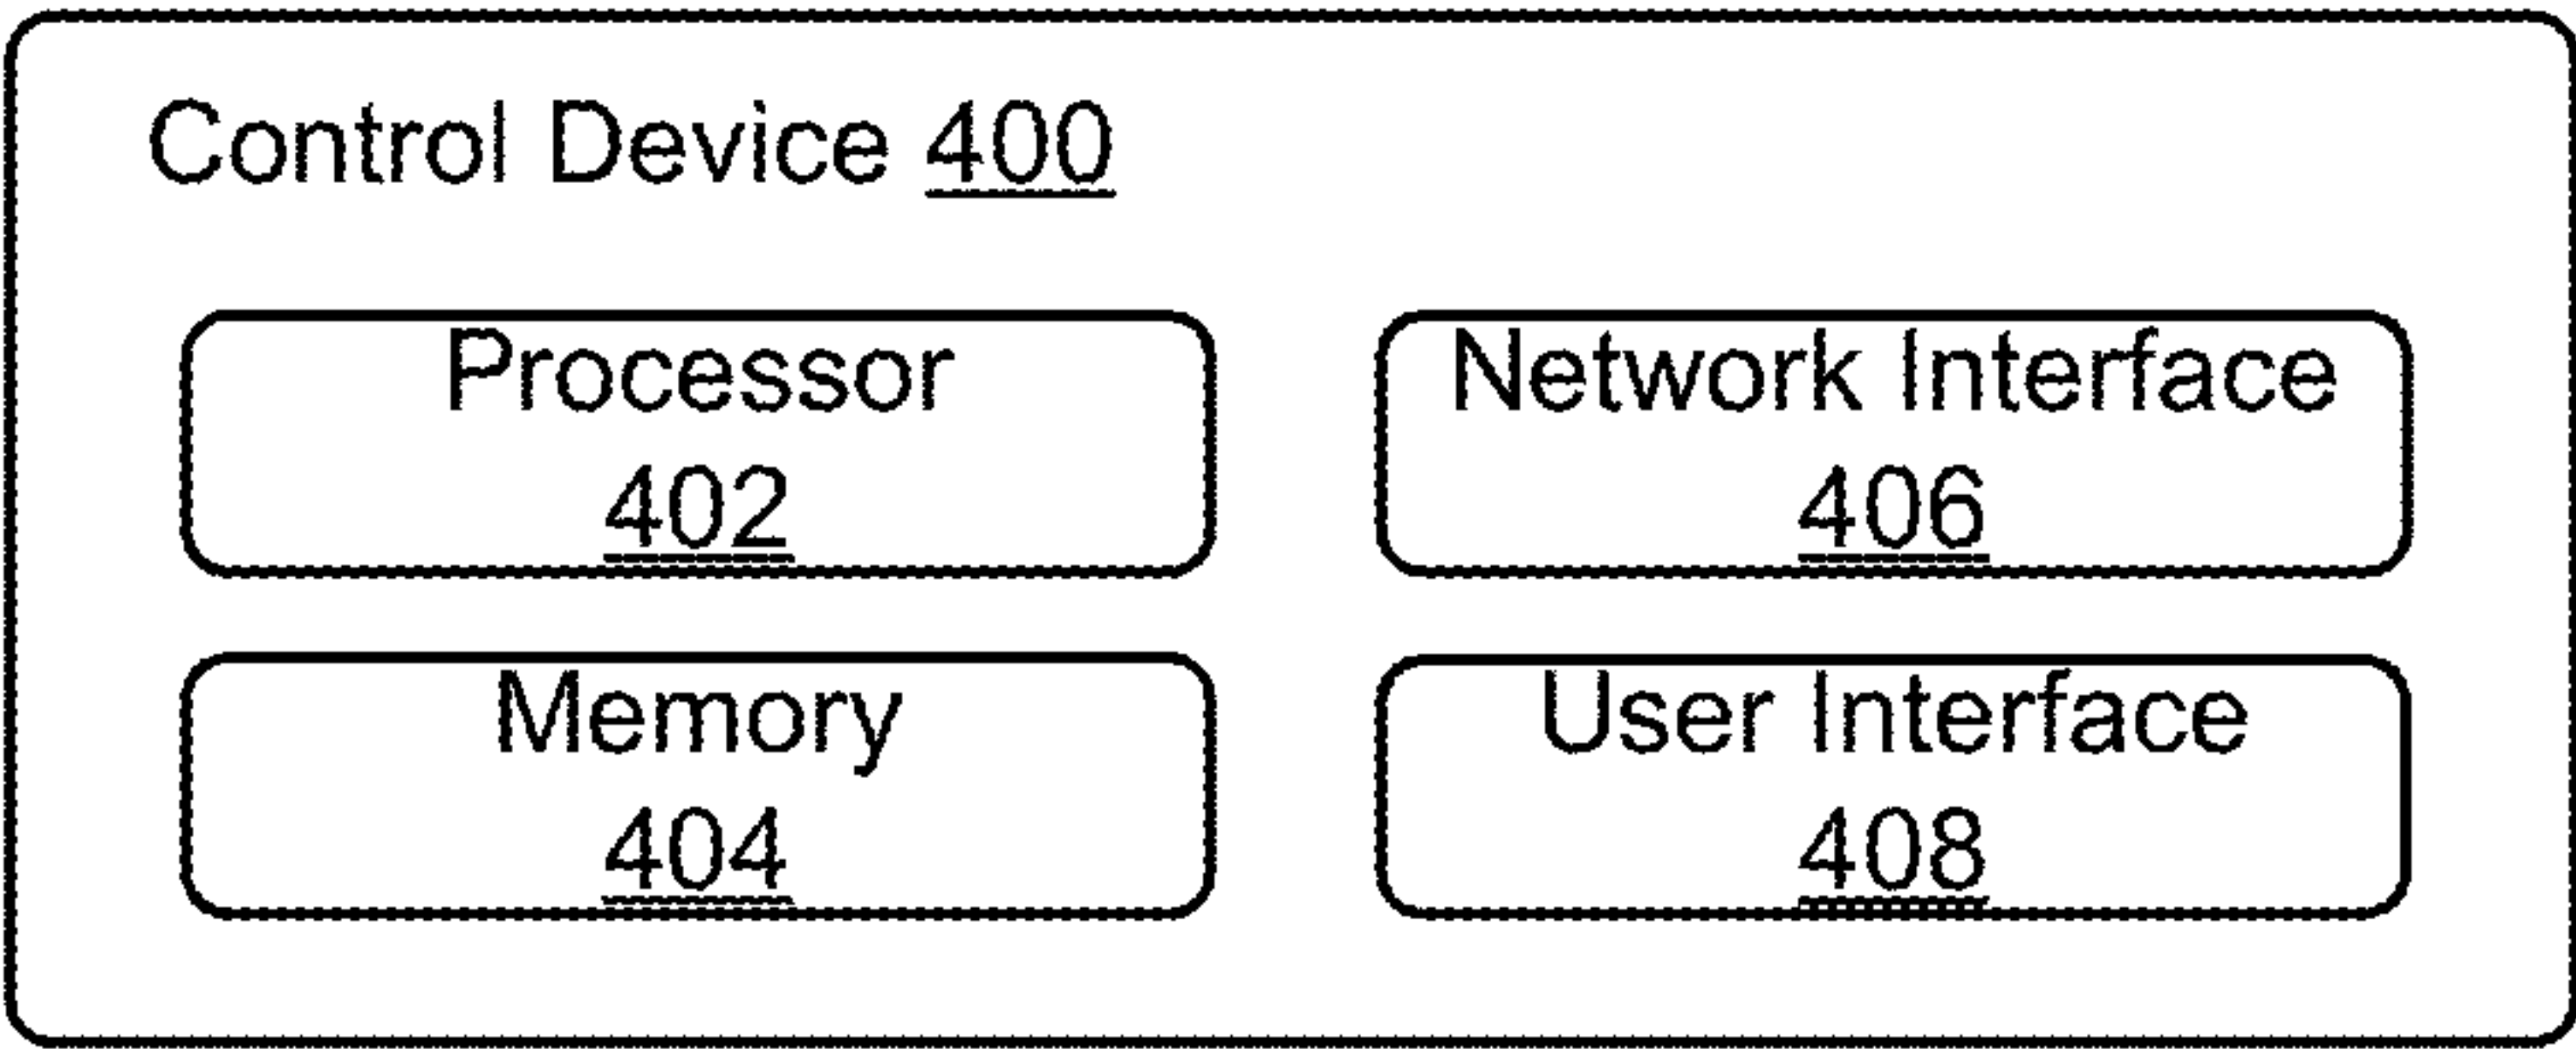 Control Device 400
Processor
402
Network Interface
406
Memory
404
User Interface
408